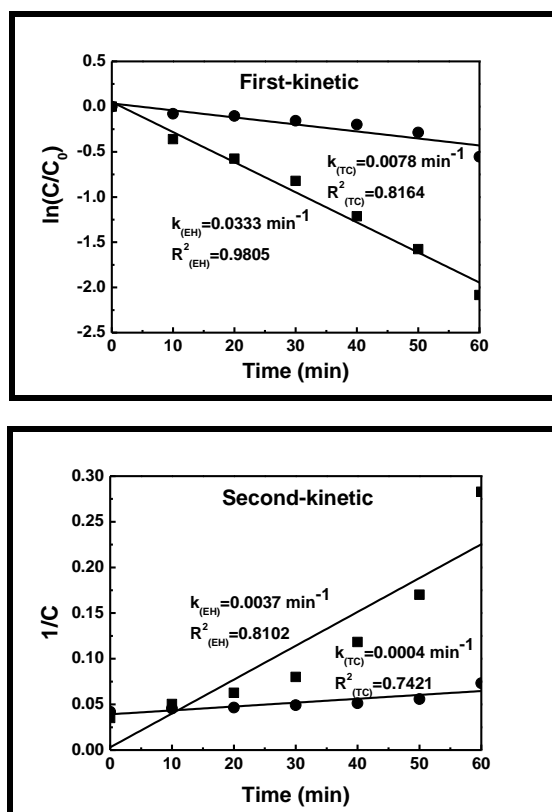 First-kinetic
0.5
0.0
-0.5
-1.0
-1.5
-2.0
-2.5
ln(C/C₀)
k(TC)=0.0078 min⁻¹
R²(TC)=0.8164
k(EH)=0.0333 min⁻¹
R²(EH)=0.9805
0 10 20 30 40 50 60
Time (min)
Second-kinetic
0.30
0.25
0.20
0.15
0.10
0.05
0.00
1/C
k(EH)=0.0037 min⁻¹
R²(EH)=0.8102
k(TC)=0.0004 min⁻¹
R²(TC)=0.7421
0 10 20 30 40 50 60
Time (min)